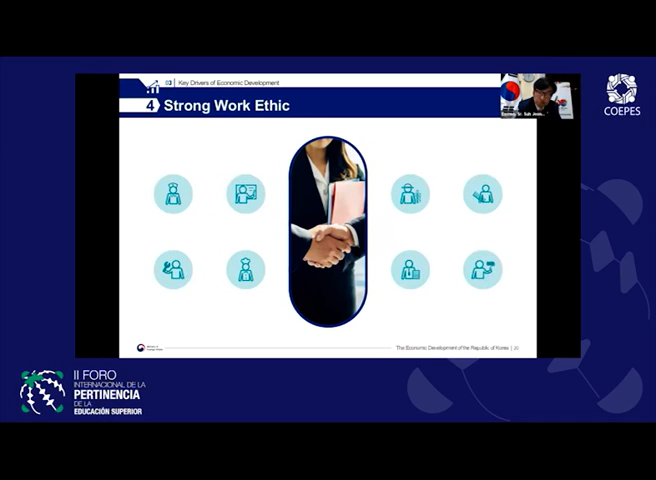 03 | Key Drivers of Economic Development
4 Strong Work Ethic
COEPES
The Economic Development of the Republic of Korea | 20
II FORO
INTERNACIONAL DE LA
PERTINENCIA
DE LA
EDUCACIÓN SUPERIOR